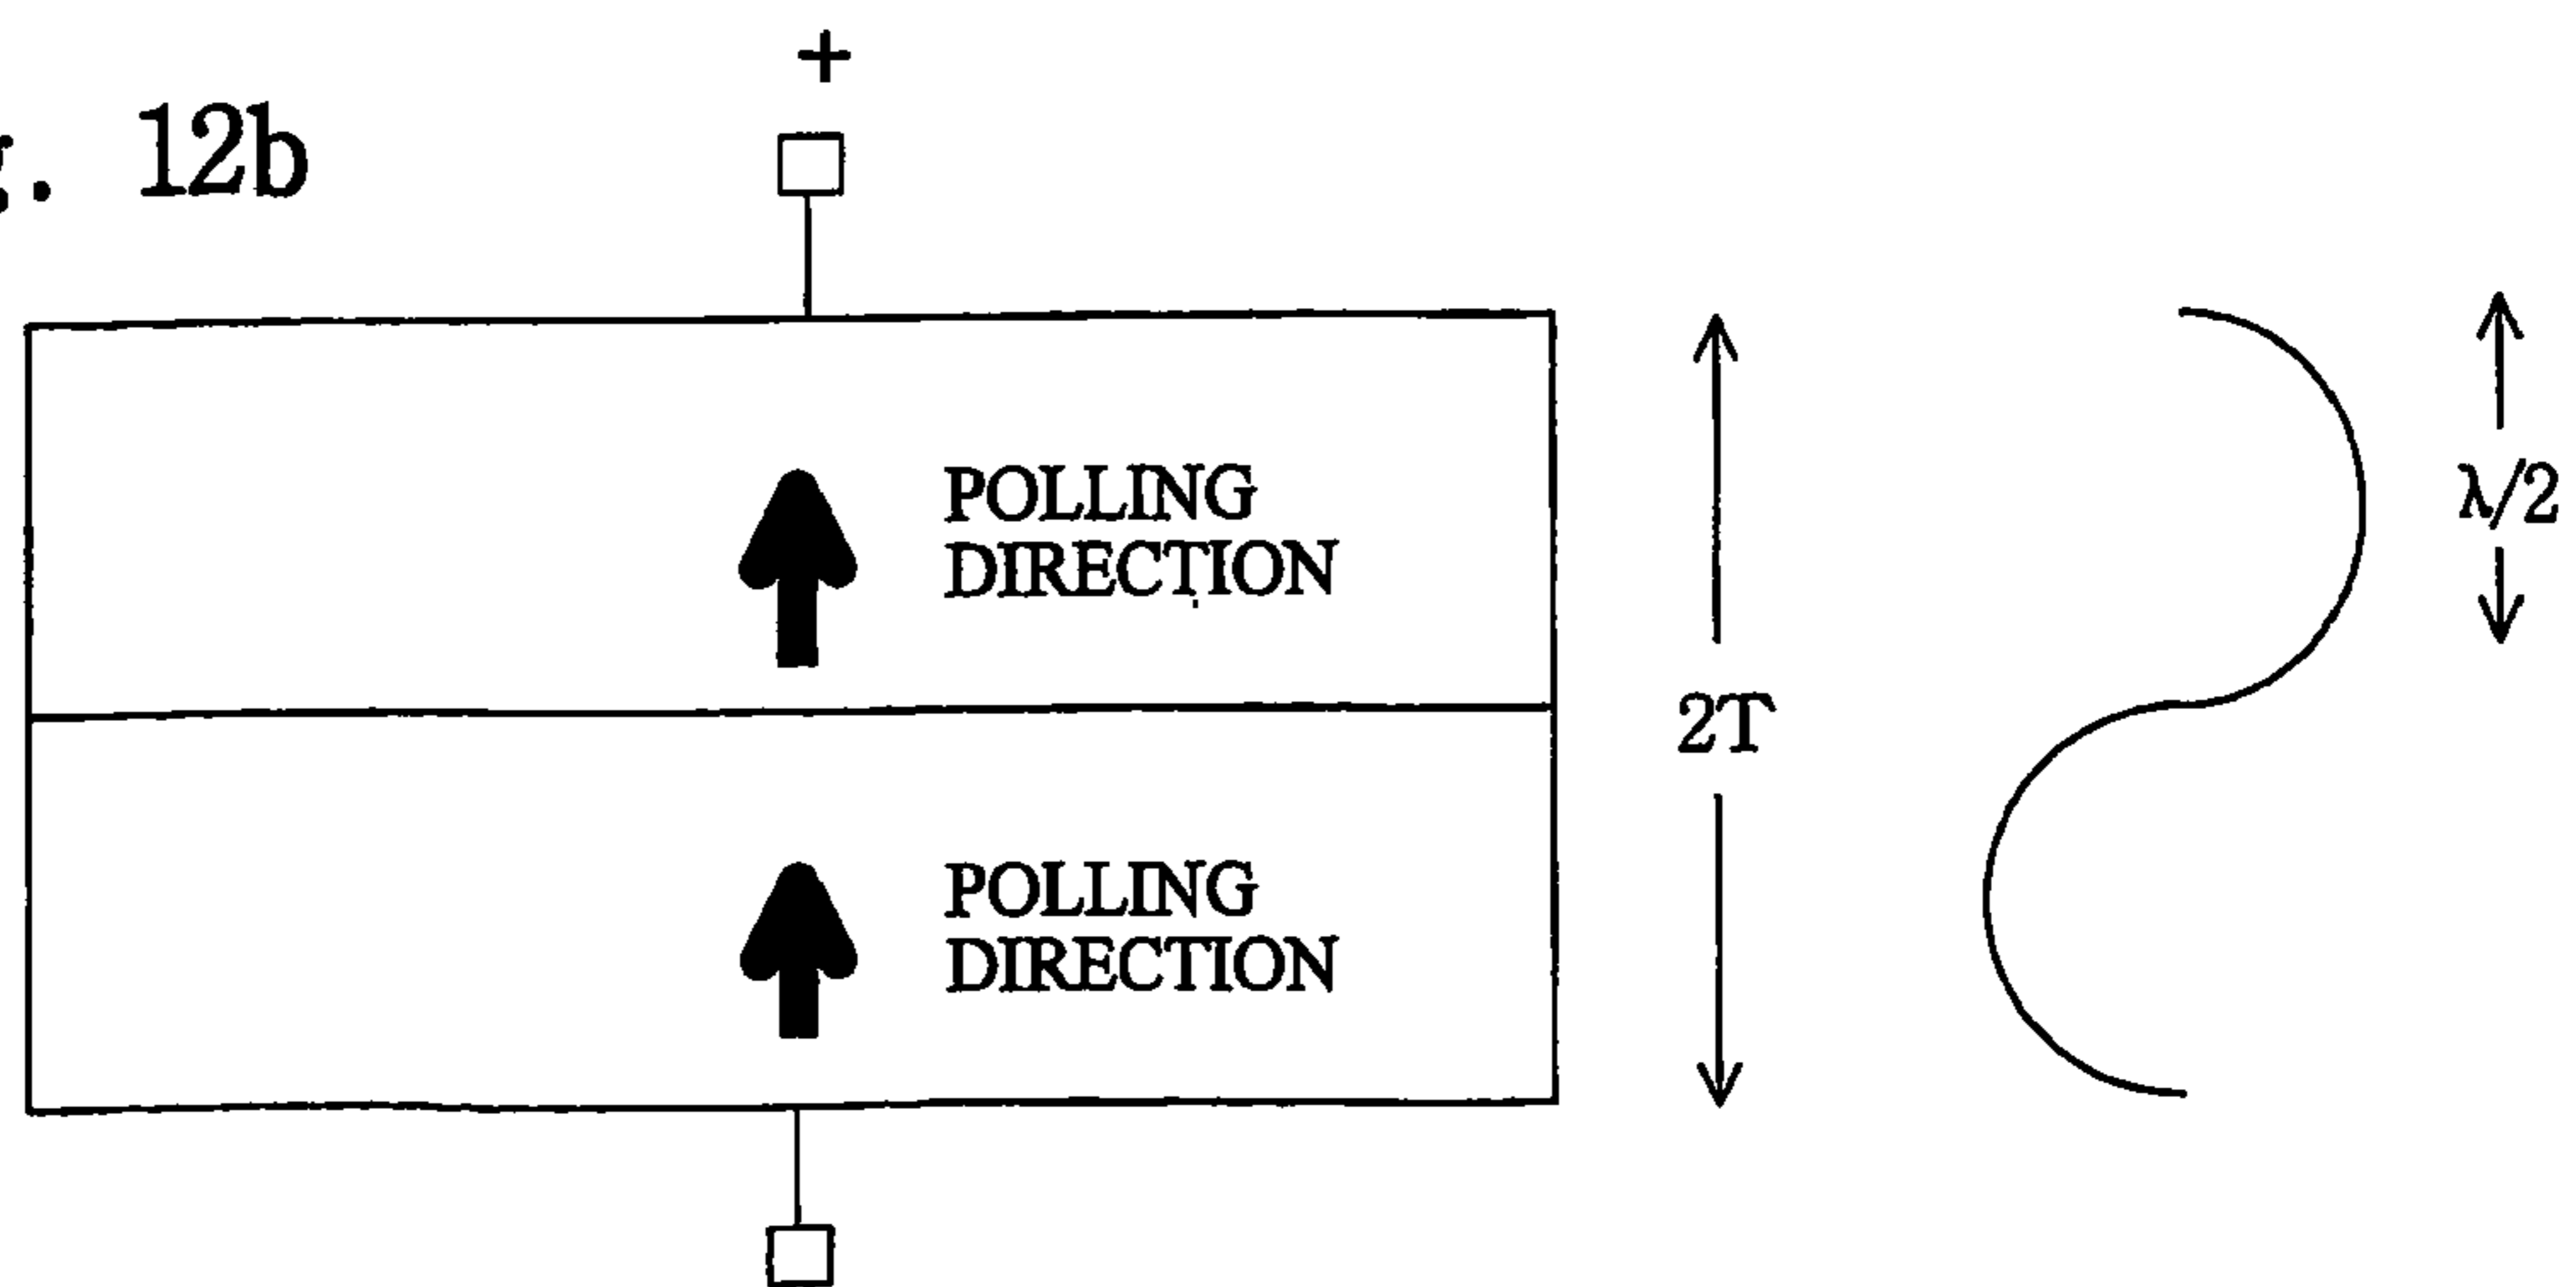 g. 12b
+
POLLING
DIRECTION
λ/2
2T
POLLING
DIRECTION